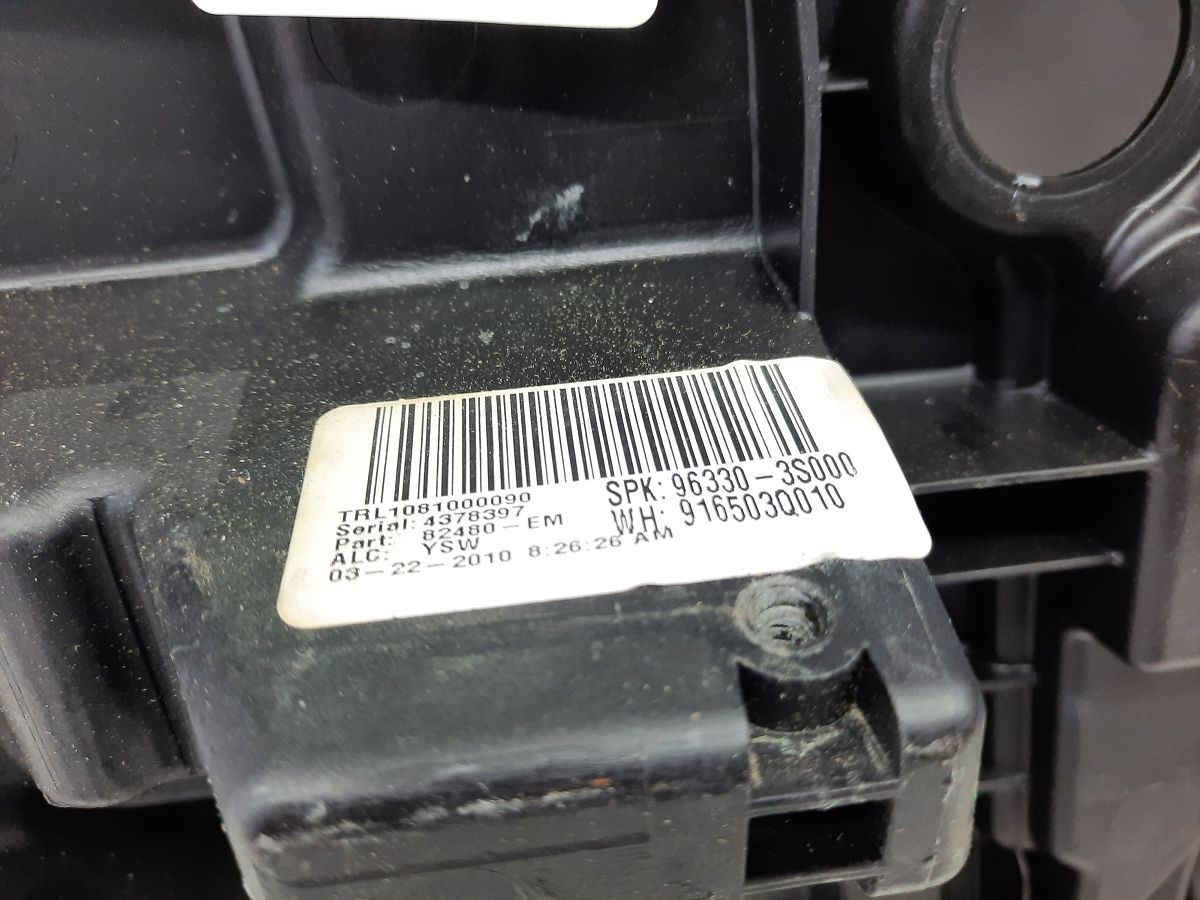 TRL1081000090
Serial: 4378397
Part: 82480-EM
ALC: YSW
03-22-2010 8:26:26 AM
SPK: 96330-3S000
WH: 916503Q010